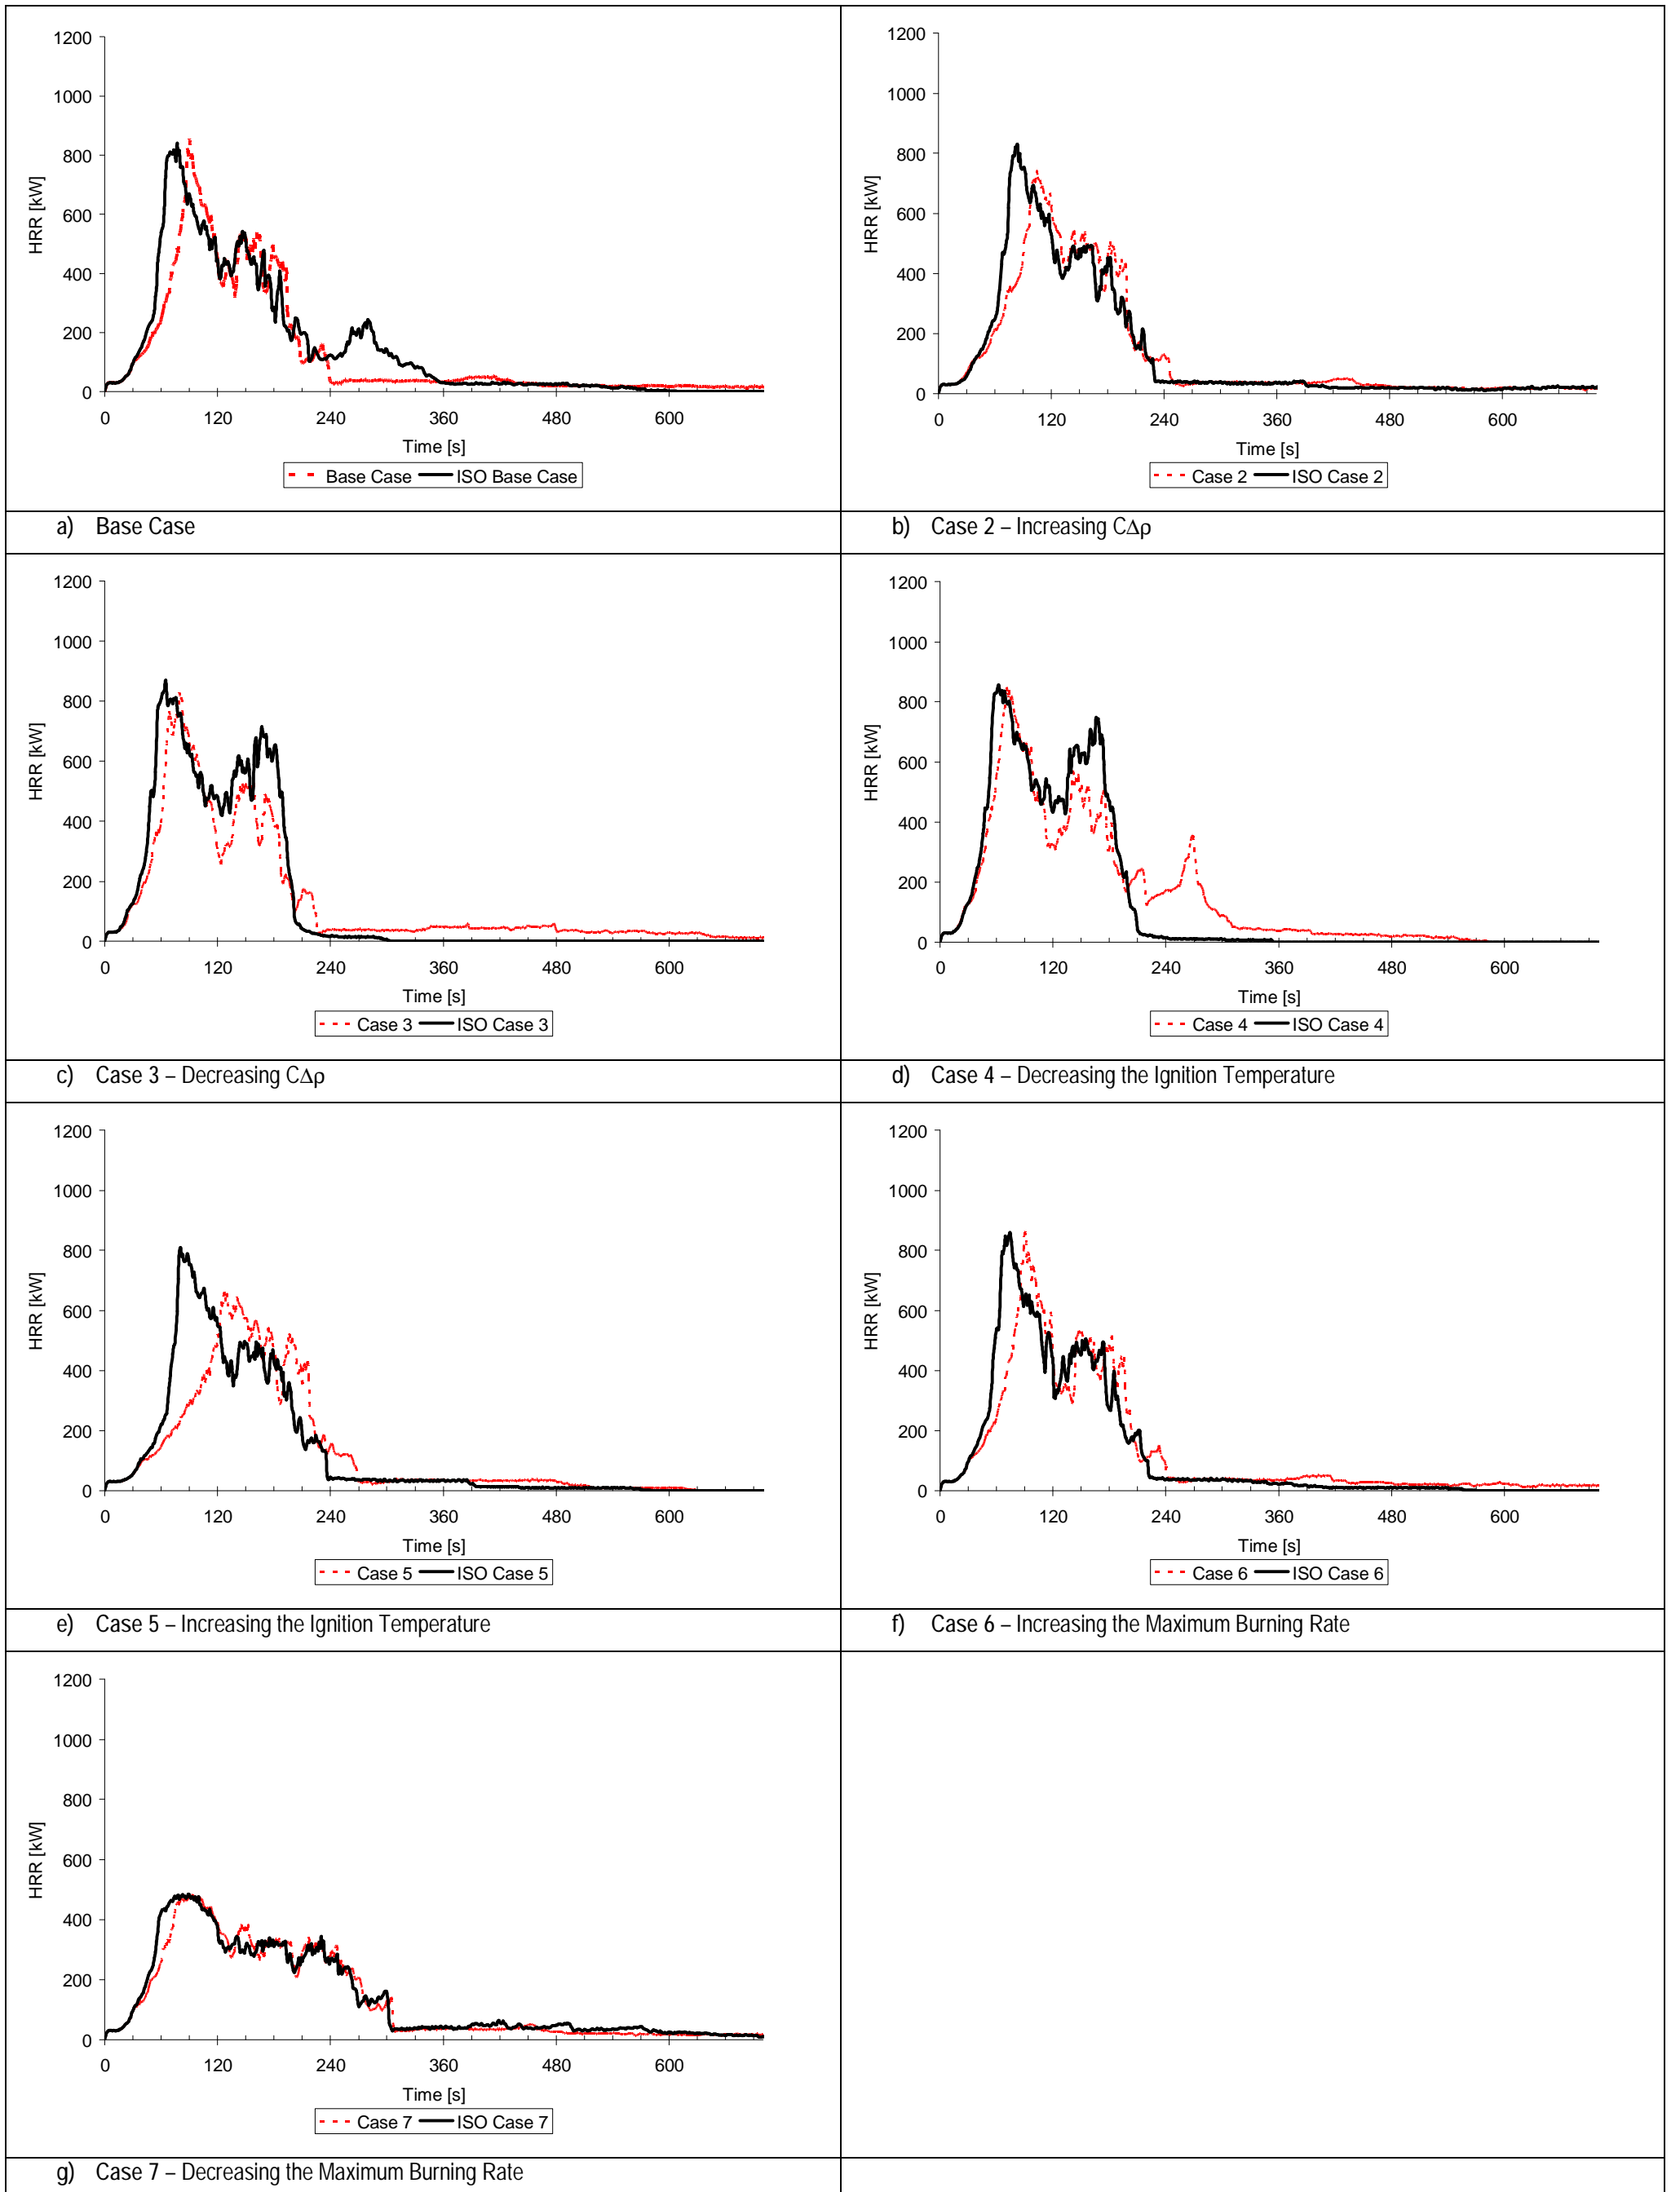 1200
1000
800
600
400
200
0
HRR [kW]
0 120 240 360 480 600
Time [s]
Base Case ISO Base Case
1200
1000
800
600
400
200
0
HRR [kW]
0 120 240 360 480 600
Time [s]
Case 2 ISO Case 2
a) Base Case
b) Case 2 – Increasing CΔρ
1200
1000
800
600
400
200
0
HRR [kW]
0 120 240 360 480 600
Time [s]
Case 3 ISO Case 3
1200
1000
800
600
400
200
0
HRR [kW]
0 120 240 360 480 600
Time [s]
Case 4 ISO Case 4
c) Case 3 – Decreasing CΔρ
d) Case 4 – Decreasing the Ignition Temperature
1200
1000
800
600
400
200
0
HRR [kW]
0 120 240 360 480 600
Time [s]
Case 5 ISO Case 5
1200
1000
800
600
400
200
0
HRR [kW]
0 120 240 360 480 600
Time [s]
Case 6 ISO Case 6
e) Case 5 – Increasing the Ignition Temperature
f) Case 6 – Increasing the Maximum Burning Rate
1200
1000
800
600
400
200
0
HRR [kW]
0 120 240 360 480 600
Time [s]
Case 7 ISO Case 7
g) Case 7 – Decreasing the Maximum Burning Rate